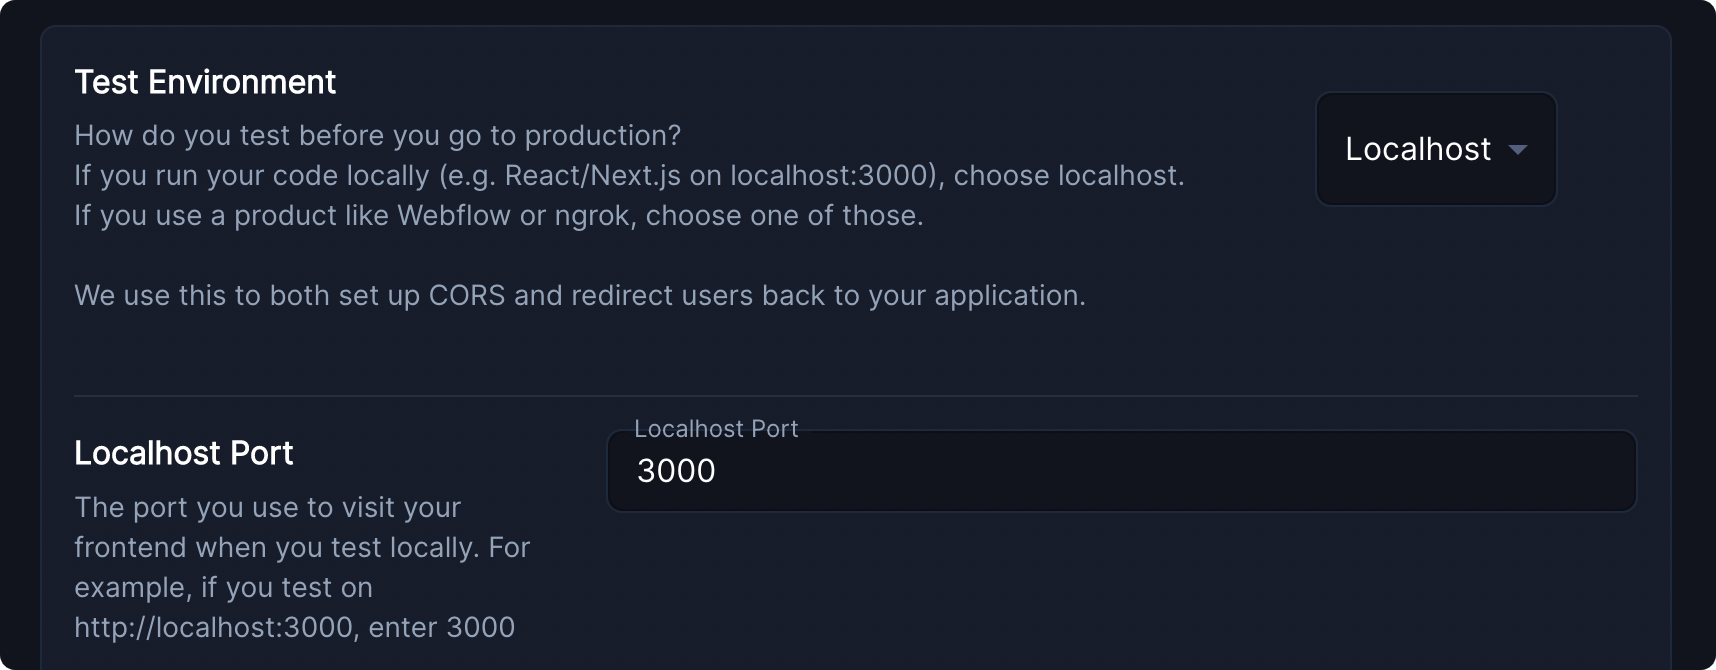 Test Environment
How do you test before you go to production?
If you run your code locally (e.g. React/Next.js on localhost:3000), choose localhost.
If you use a product like Webflow or ngrok, choose one of those.
We use this to both set up CORS and redirect users back to your application.
Localhost
Localhost Port
The port you use to visit your
frontend when you test locally. For
example, if you test on
http://localhost:3000, enter 3000
Localhost Port
3000